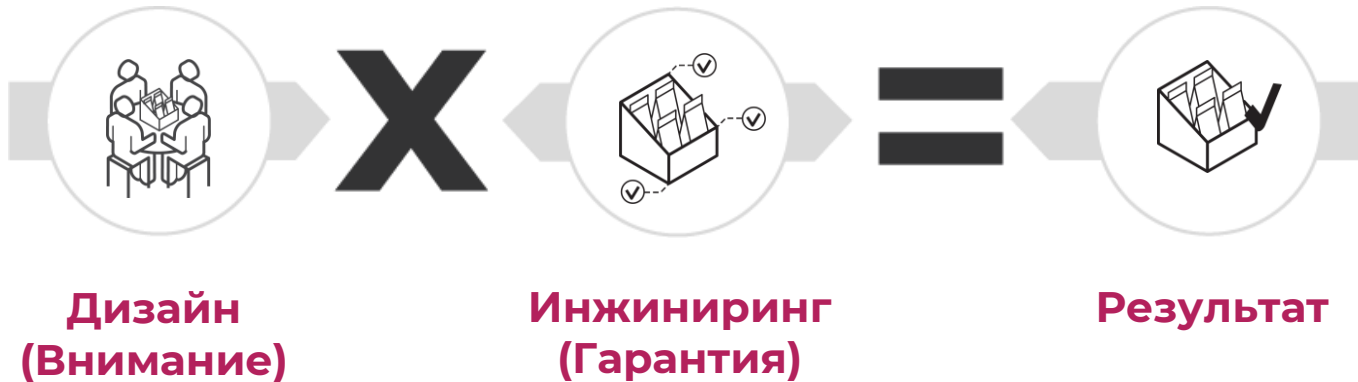 Дизайн
(Внимание)
X
Инжиниринг
(Гарантия)
=
Результат